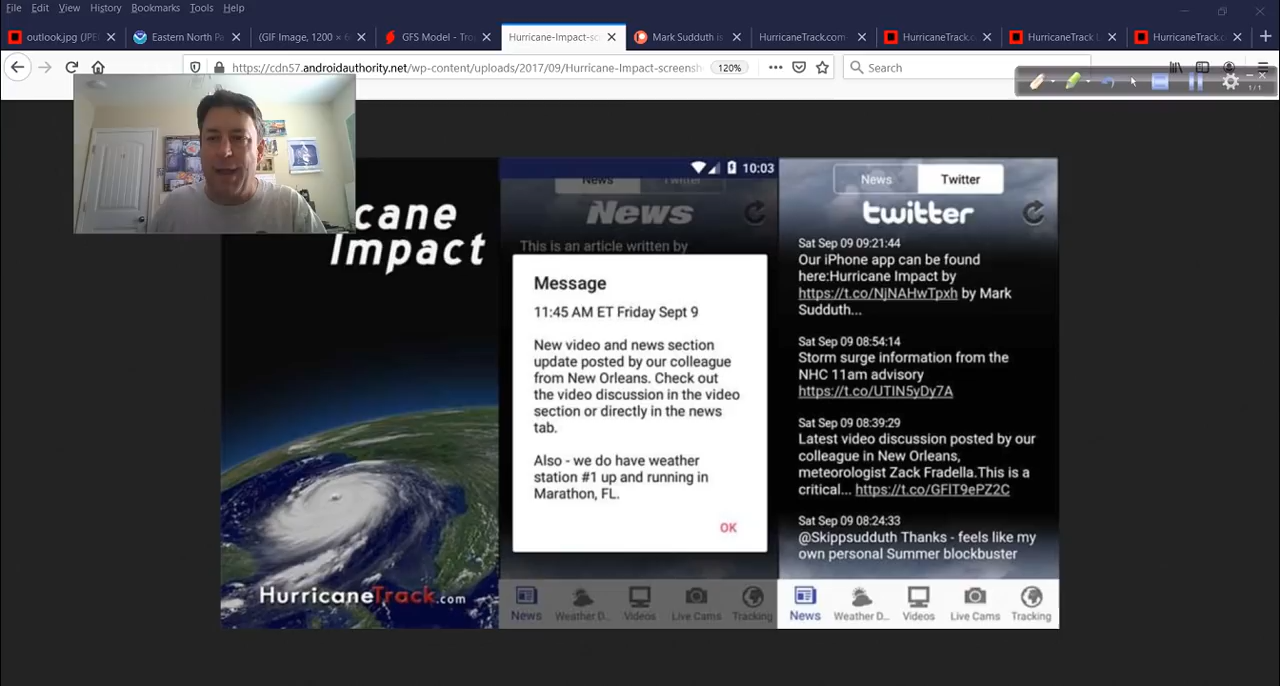 File Edit View History Bookmarks Tools Help
outlook.jpg (JPE
Eastern North Pa
(GIF Image, 1200 × 6
GFS Model - Tro
Hurricane-Impact-scr
Mark Sudduth is
HurricaneTrack.com
HurricaneTrack.c
HurricaneTrack L
HurricaneTrack.c
https://cdn57.androidauthority.net/wp-content/uploads/2017/09/Hurricane-Impact-screensh
120%
Search
1/1
cane
Impact
HurricaneTrack.com
10:03
News
Twitter
News
This is an article written by
Message
11:45 AM ET Friday Sept 9
New video and news section
update posted by our colleague
from New Orleans. Check out
the video discussion in the video
section or directly in the news
tab.
Also - we do have weather
station #1 up and running in
Marathon, FL.
OK
News Weather D... Videos Live Cams Tracking
News Twitter
twitter
Sat Sep 09 09:21:44
Our iPhone app can be found
here:Hurricane Impact by
https://t.co/NjNAHwTpxh by Mark
Sudduth...
Sat Sep 09 08:54:14
Storm surge information from the
NHC 11am advisory
https://t.co/UTIN5yDy7A
Sat Sep 09 08:39:29
Latest video discussion posted by our
colleague in New Orleans,
meteorologist Zack Fradella.This is a
critical... https://t.co/GFIT9ePZ2C
Sat Sep 09 08:24:33
@Skippsudduth Thanks - feels like my
own personal Summer blockbuster
News Weather D... Videos Live Cams Tracking